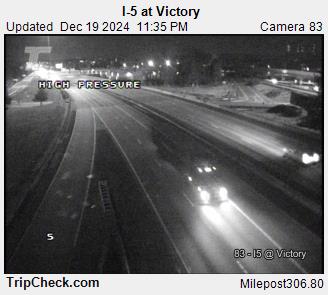 I-5 at Victory
Updated Dec 19 2024 11:35 PM Camera 83
HIGH PRESSURE
S
83 - I5 @ Victory
TripCheck.com Milepost306.80